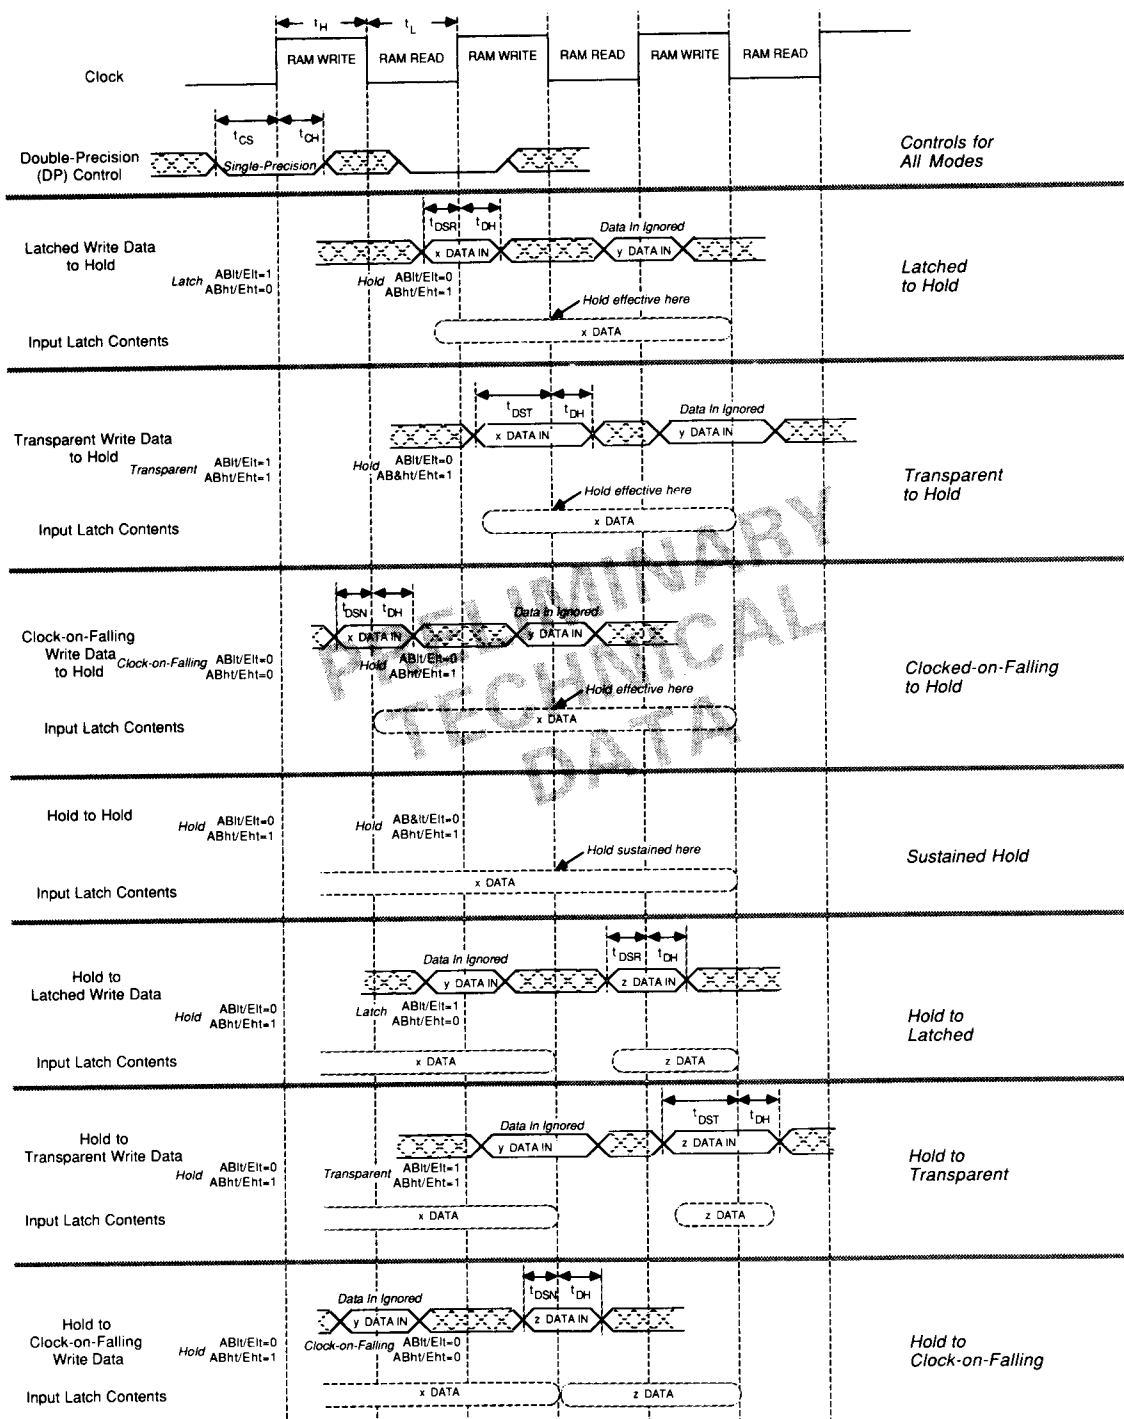 tH tL
RAM WRITE RAM READ RAM WRITE RAM READ RAM WRITE RAM READ
Clock
tCS tCH
Double-Precision
(DP) Control
Single-Precision
Controls for
All Modes
tDSR tDH
Data In Ignored
Latched Write Data
to Hold
x DATA IN
y DATA IN
Latch ABlt/Elt=1
ABht/Eht=0
Hold ABlt/Elt=0
ABht/Eht=1
Latched
to Hold
Hold effective here
Input Latch Contents
x DATA
tDST tDH
Data In Ignored
Transparent Write Data
to Hold
x DATA IN
y DATA IN
Transparent ABlt/Elt=1
ABht/Eht=1
Hold ABlt/Elt=0
AB&ht/Eht=1
Transparent
to Hold
Hold effective here
Input Latch Contents
x DATA
PRELIMINARY
TECHNICAL
DATA
tDSN tDH
Data In Ignored
Clock-on-Falling
Write Data
to Hold
x DATA IN
y DATA IN
Clock-on-Falling ABlt/Elt=0
ABht/Eht=0
Hold ABlt/Elt=0
ABht/Eht=1
Clocked-on-Falling
to Hold
Hold effective here
Input Latch Contents
x DATA
Hold to Hold
Hold ABlt/Elt=0
ABht/Eht=1
Hold AB&lt/Elt=0
ABht/Eht=1
Hold sustained here
Sustained Hold
Input Latch Contents
x DATA
tDSR tDH
Data In Ignored
Hold to
Latched Write Data
y DATA IN
z DATA IN
Hold ABlt/Elt=0
ABht/Eht=1
Latch ABlt/Elt=1
ABht/Eht=0
Hold to
Latched
Input Latch Contents
x DATA
z DATA
tDST tDH
Data In Ignored
Hold to
Transparent Write Data
y DATA IN
z DATA IN
Hold ABlt/Elt=0
ABht/Eht=1
Transparent ABlt/Elt=1
ABht/Eht=1
Hold to
Transparent
Input Latch Contents
x DATA
z DATA
tDSN tDH
Data In Ignored
Hold to
Clock-on-Falling
Write Data
y DATA IN
z DATA IN
Hold ABlt/Elt=0
ABht/Eht=1
Clock-on-Falling ABlt/Elt=0
ABht/Eht=0
Hold to
Clock-on-Falling
Input Latch Contents
x DATA
z DATA